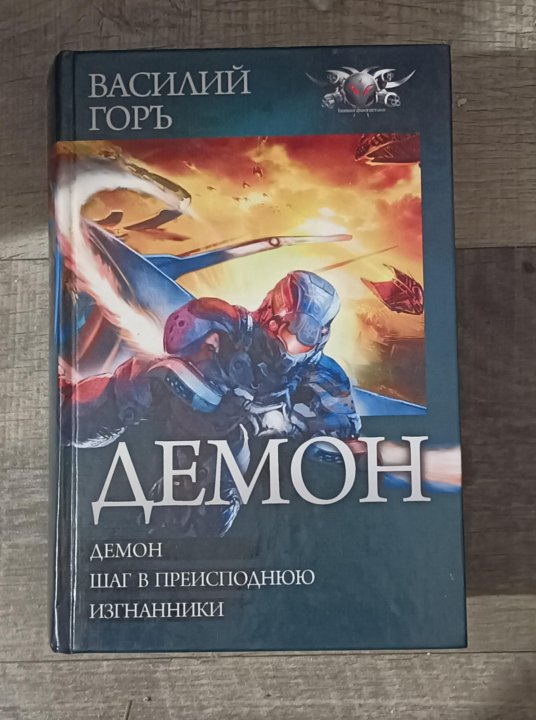 ВАСИЛИЙ
ГОРЪ
ДЕМОН
ДЕМОН
ШАГ В ПРЕИСПОДНЮЮ
ИЗГНАННИКИ